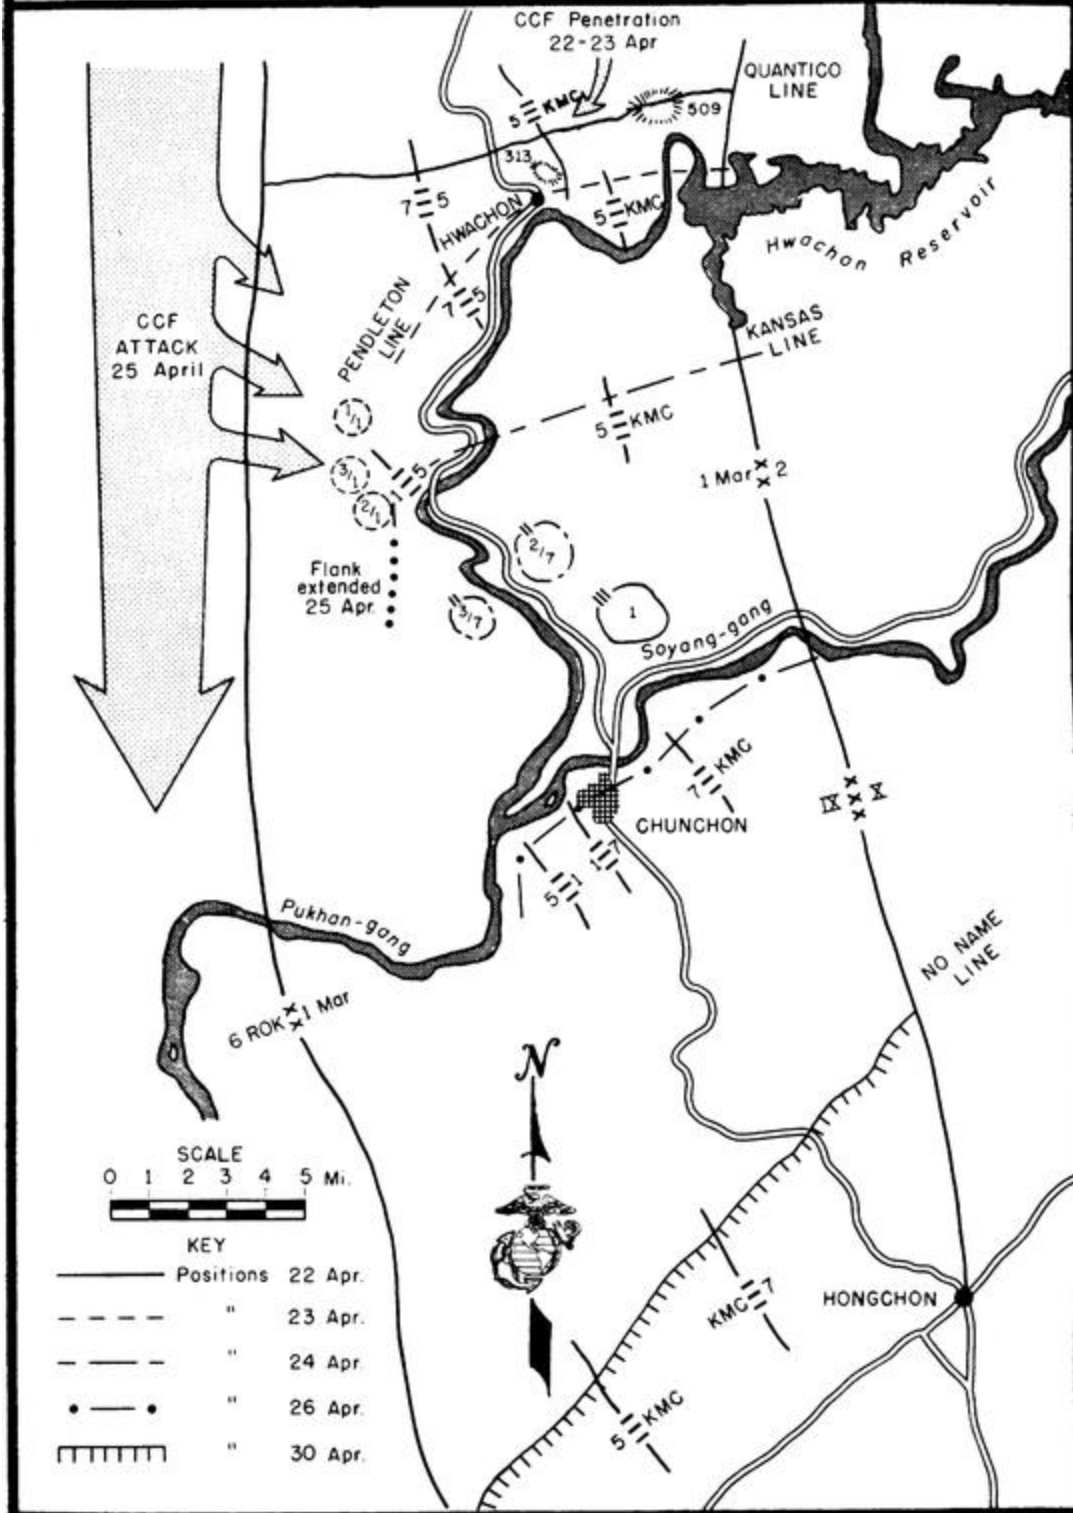 CCF Penetration
22-23 Apr
QUANTICO
LINE
5 KMC
509
313
7 5
HWACHON
5 KMC
Hwachon Reservoir
7 5
PENDLETON
LINE
CCF
ATTACK
25 April
KANSAS
LINE
1/1
5 KMC
3/1
1 5
2/1
1 Mar 2
2/7
Flank
extended
25 Apr.
3/7
1
Soyang-gang
7 KMC
IX X
CHUNCHON
1 7
5 1
Pukhan-gang
NO NAME
LINE
6 ROK 1 Mar
N
SCALE
0 1 2 3 4 5 Mi.
KEY
Positions 22 Apr.
" 23 Apr.
" 24 Apr.
" 26 Apr.
" 30 Apr.
KMC 7
HONGCHON
5 KMC